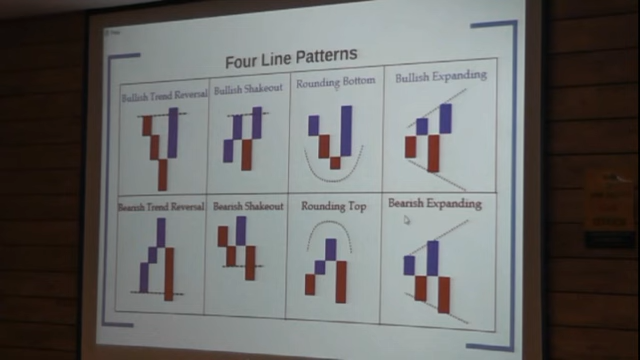 Four Line Patterns
Bullish Trend Reversal
Bullish Shakeout
Rounding Bottom
Bullish Expanding
Bearish Trend Reversal
Bearish Shakeout
Rounding Top
Bearish Expanding